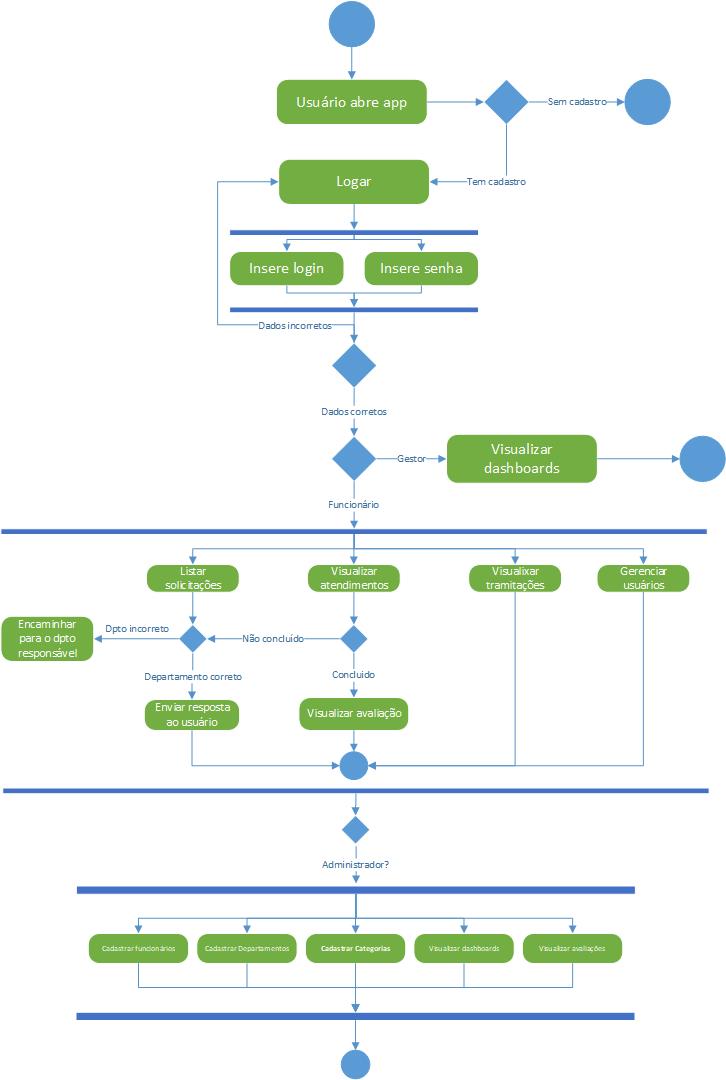 Usuário abre app
Sem cadastro
Tem cadastro
Logar
Insere login
Insere senha
Dados incorretos
Dados corretos
Gestor
Visualizar
dashboards
Funcionário
Listar
solicitações
Visualizar
atendimentos
Visualixar
tramitações
Gerenciar
usuários
Encaminhar
para o dpto
responsável
Dpto incorreto
Não concluído
Departamento correto
Concluido
Enviar resposta
ao usuário
Visualizar avaliação
Administrador?
Cadastrar funcionários
Cadastrar Departamentos
Cadastrar Categorias
Visualizar dashboards
Visualizar avaliações